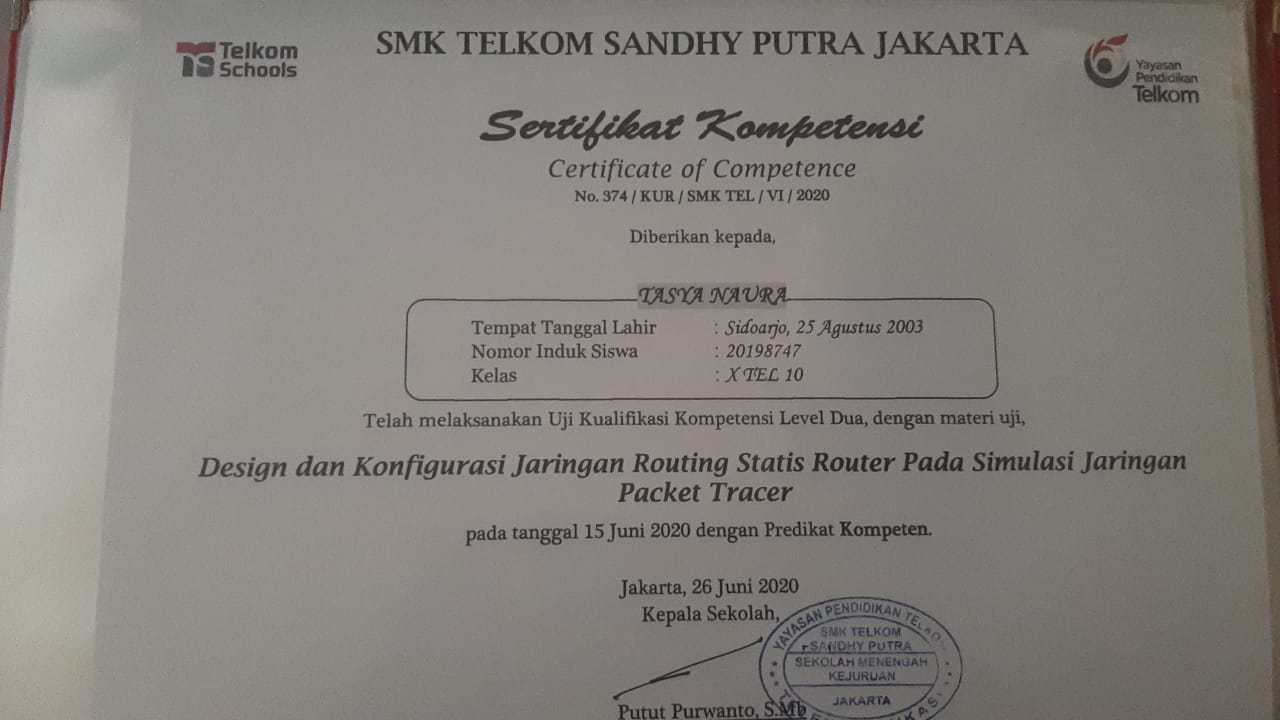 Telkom
Schools
SMK TELKOM SANDHY PUTRA JAKARTA
Yayasan
Pendidikan
Telkom
Sertifikat Kompetensi
Certificate of Competence
No. 374 / KUR / SMK TEL / VI / 2020
Diberikan kepada,
TASYA NAURA
Tempat Tanggal Lahir : Sidoarjo, 25 Agustus 2003
Nomor Induk Siswa : 20198747
Kelas : X TEL 10
Telah melaksanakan Uji Kualifikasi Kompetensi Level Dua, dengan materi uji,
Design dan Konfigurasi Jaringan Routing Statis Router Pada Simulasi Jaringan
Packet Tracer
pada tanggal 15 Juni 2020 dengan Predikat Kompeten.
Jakarta, 26 Juni 2020
Kepala Sekolah,
YAYASAN PENDIDIKAN TELKOM
SMK TELKOM
SANDHY PUTRA
SEKOLAH MENENGAH
KEJURUAN
JAKARTA
Putut Purwanto, S.Mb